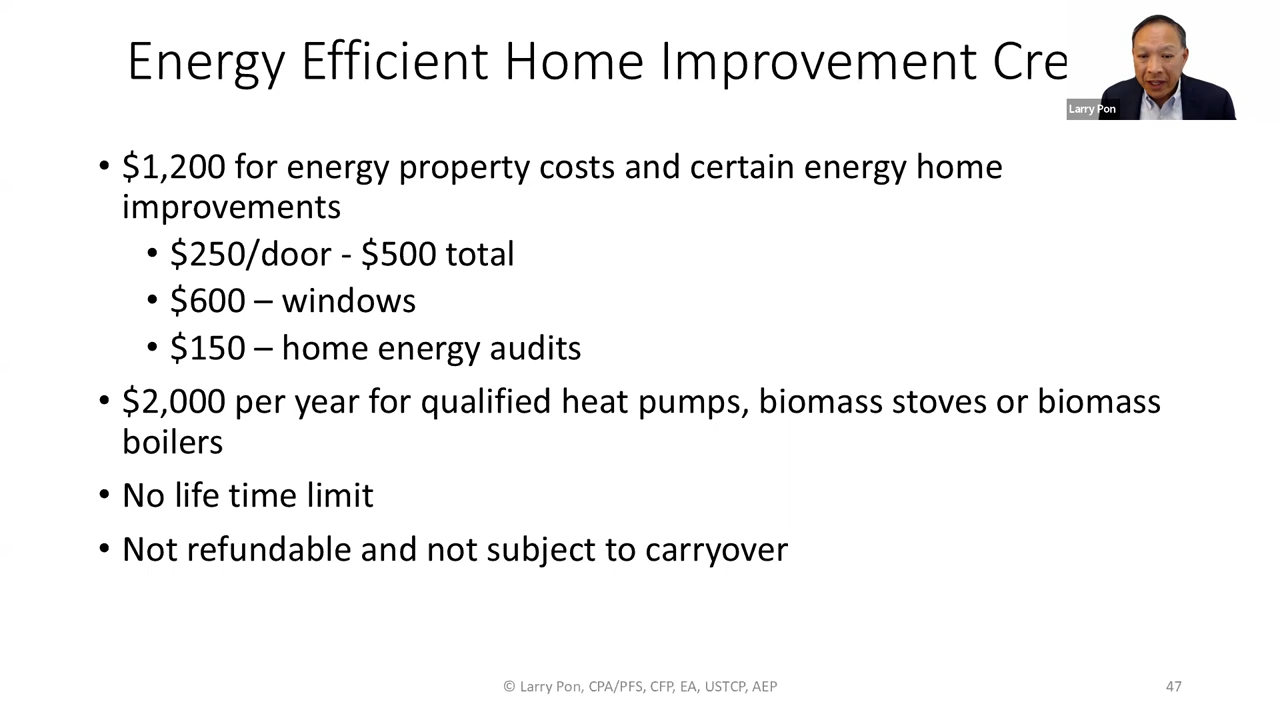 Energy Efficient Home Improvement Cre
Larry Pon
• $1,200 for energy property costs and certain energy home
improvements
• $250/door - $500 total
• $600 – windows
• $150 – home energy audits
• $2,000 per year for qualified heat pumps, biomass stoves or biomass
boilers
• No life time limit
• Not refundable and not subject to carryover
© Larry Pon, CPA/PFS, CFP, EA, USTCP, AEP
47